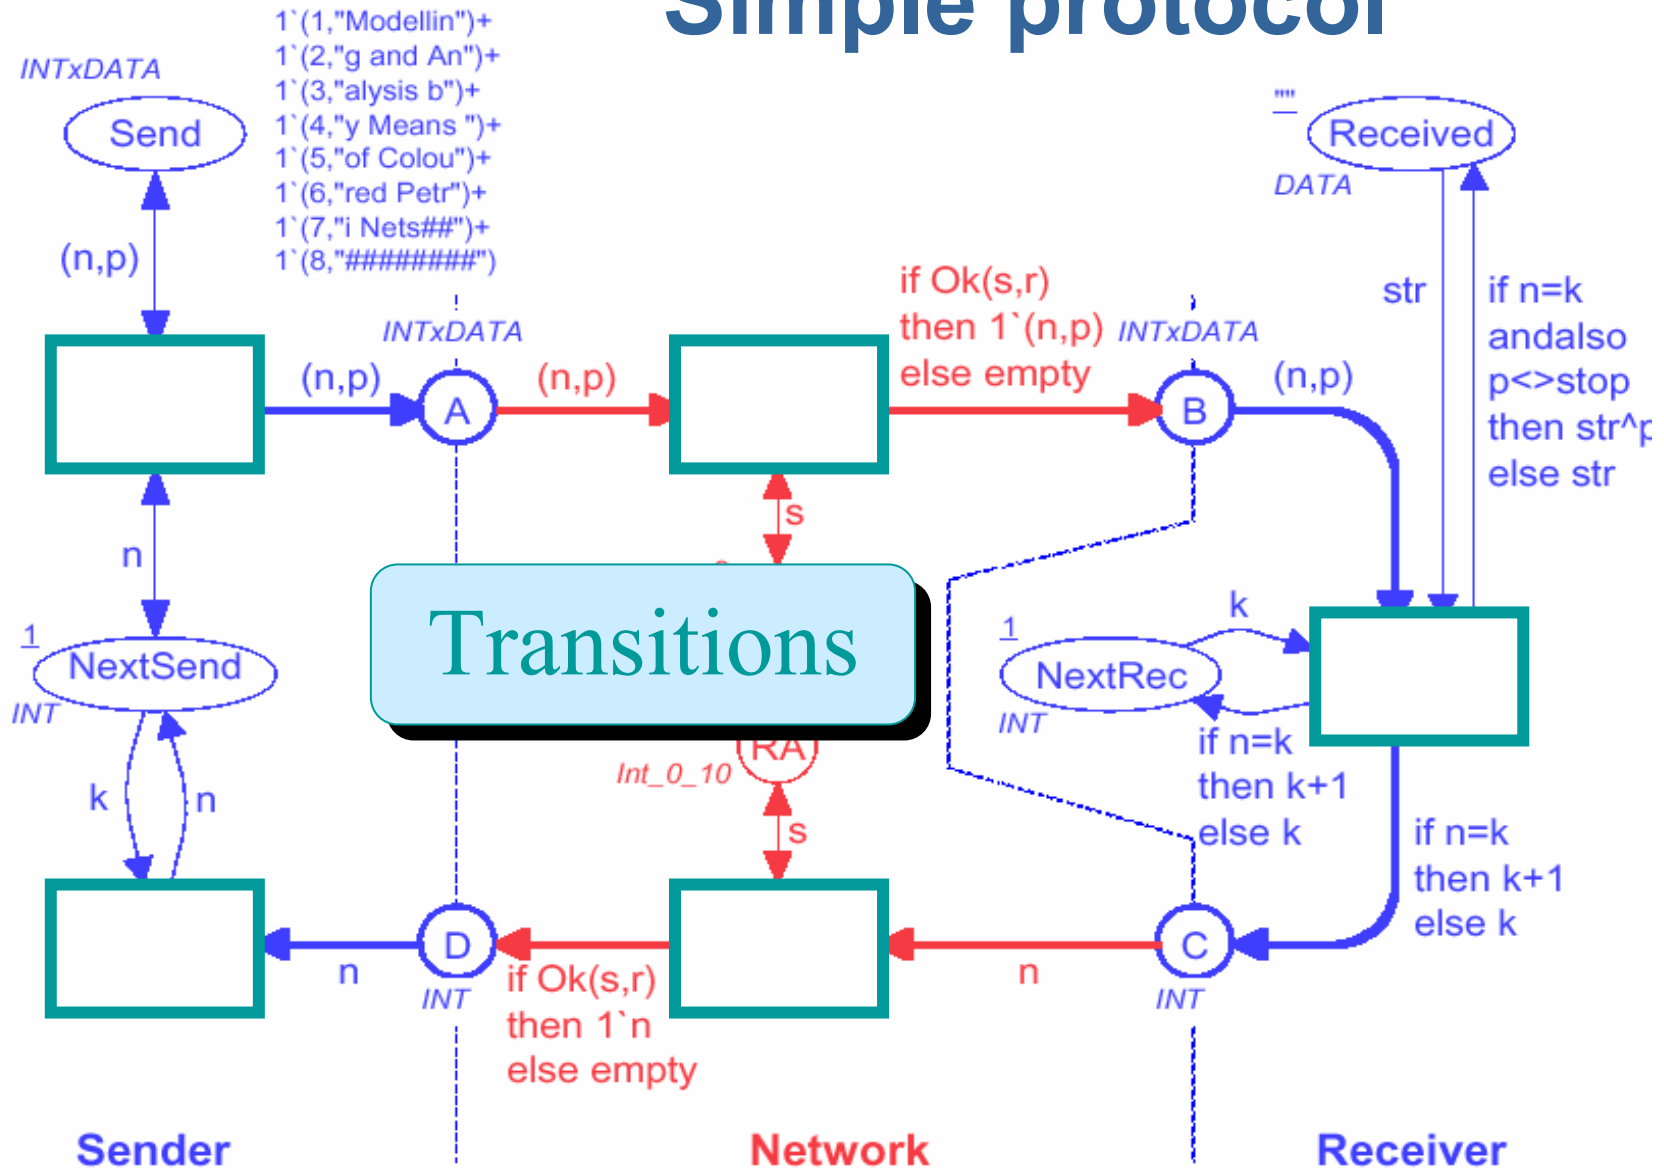 Simple protocol
1`(1,"Modellin")+
1`(2,"g and An")+
1`(3,"alysis b")+
1`(4,"y Means ")+
1`(5,"of Colou")+
1`(6,"red Petr")+
1`(7,"i Nets##")+
1`(8,"########")
INTxDATA
Send
(n,p)
""
Received
DATA
str
if n=k
andalso
p<>stop
then str^p
else str
INTxDATA
(n,p)
A
(n,p)
if Ok(s,r)
then 1`(n,p)
else empty
INTxDATA
B
(n,p)
s
n
Transitions
1
NextSend
INT
k
n
RA
Int_0_10
s
1
NextRec
INT
k
if n=k
then k+1
else k
if n=k
then k+1
else k
n
D
INT
if Ok(s,r)
then 1`n
else empty
n
C
INT
Sender
Network
Receiver